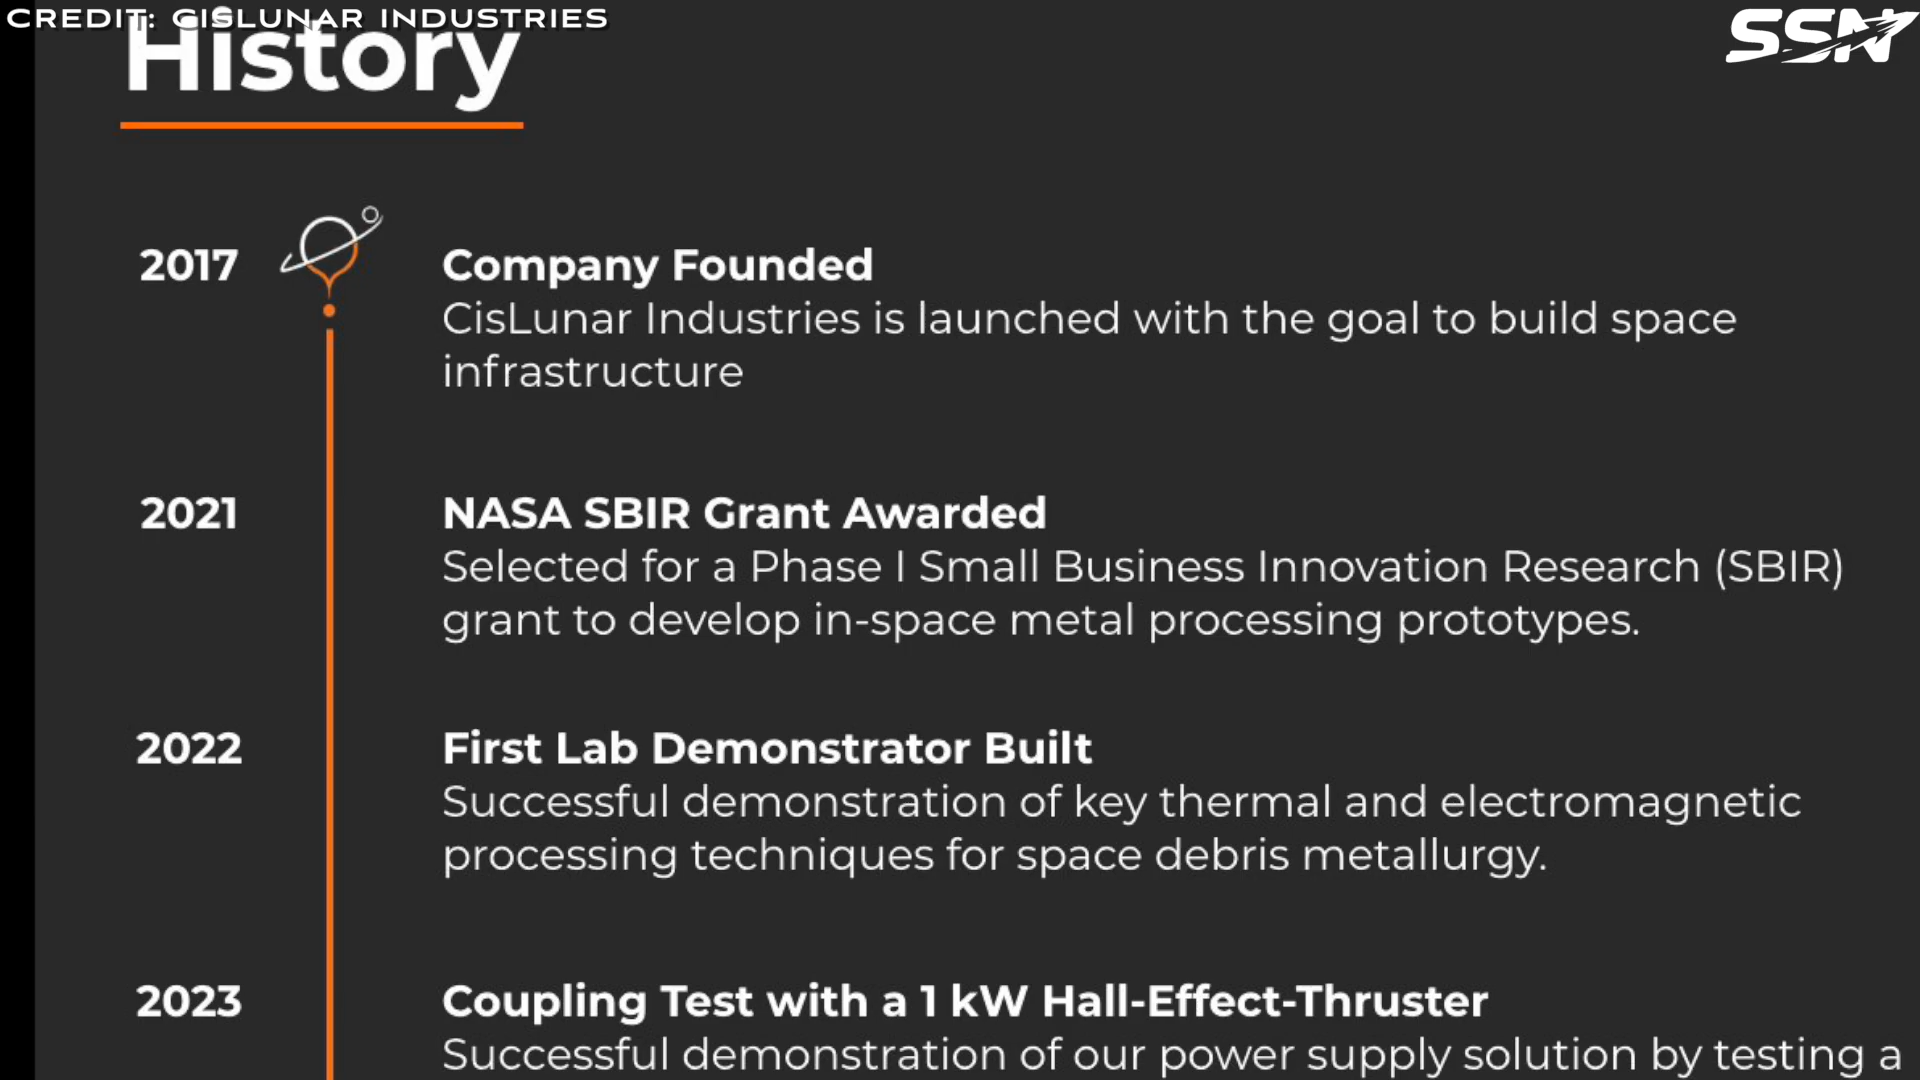 CREDIT: CISLUNAR INDUSTRIES
SSN
History
2017
Company Founded
CisLunar Industries is launched with the goal to build space
infrastructure
2021
NASA SBIR Grant Awarded
Selected for a Phase I Small Business Innovation Research (SBIR)
grant to develop in-space metal processing prototypes.
2022
First Lab Demonstrator Built
Successful demonstration of key thermal and electromagnetic
processing techniques for space debris metallurgy.
2023
Coupling Test with a 1 kW Hall-Effect-Thruster
Successful demonstration of our power supply solution by testing a